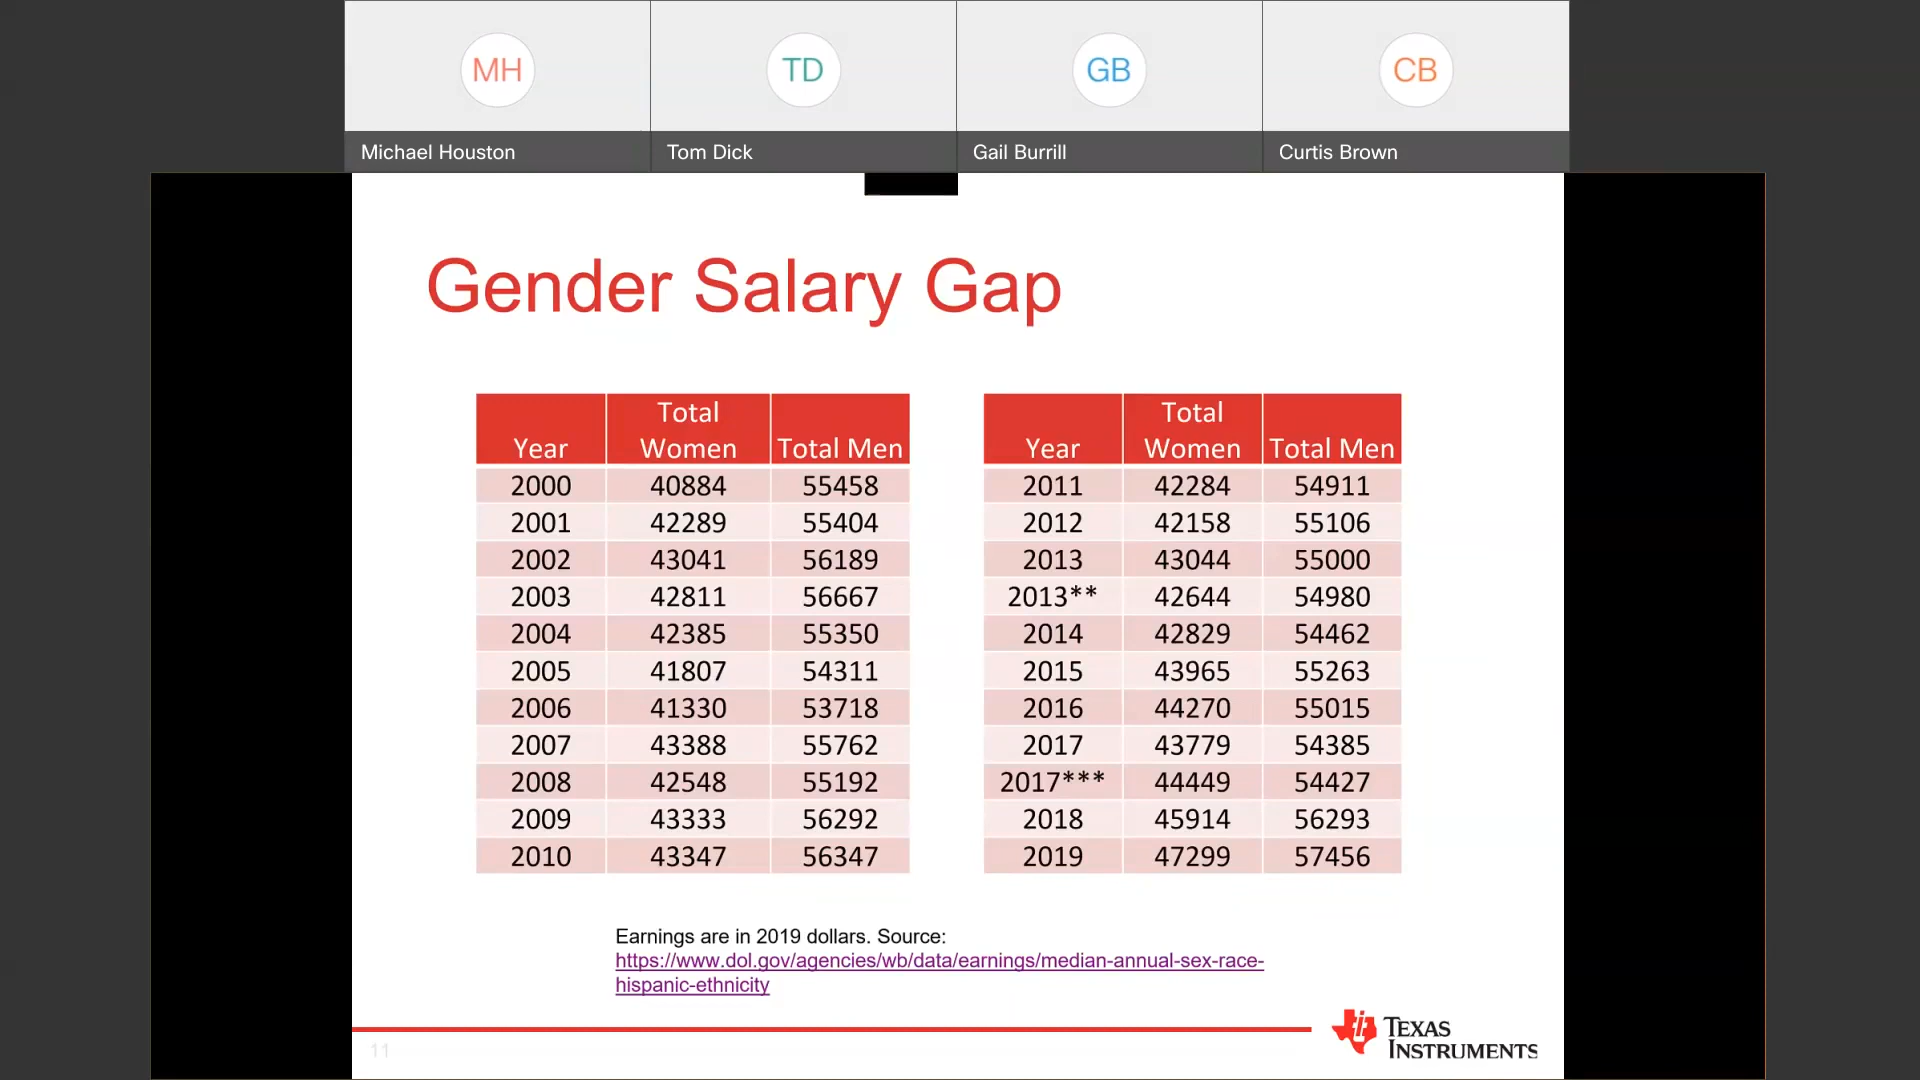 MH
TD
GB
CB
Michael Houston
Tom Dick
Gail Burrill
Curtis Brown
Gender Salary Gap
Year Total Women Total Men
2000 40884 55458
2001 42289 55404
2002 43041 56189
2003 42811 56667
2004 42385 55350
2005 41807 54311
2006 41330 53718
2007 43388 55762
2008 42548 55192
2009 43333 56292
2010 43347 56347
Year Total Women Total Men
2011 42284 54911
2012 42158 55106
2013 43044 55000
2013** 42644 54980
2014 42829 54462
2015 43965 55263
2016 44270 55015
2017 43779 54385
2017*** 44449 54427
2018 45914 56293
2019 47299 57456
Earnings are in 2019 dollars. Source:
https://www.dol.gov/agencies/wb/data/earnings/median-annual-sex-race-
hispanic-ethnicity
11
TEXAS
INSTRUMENTS